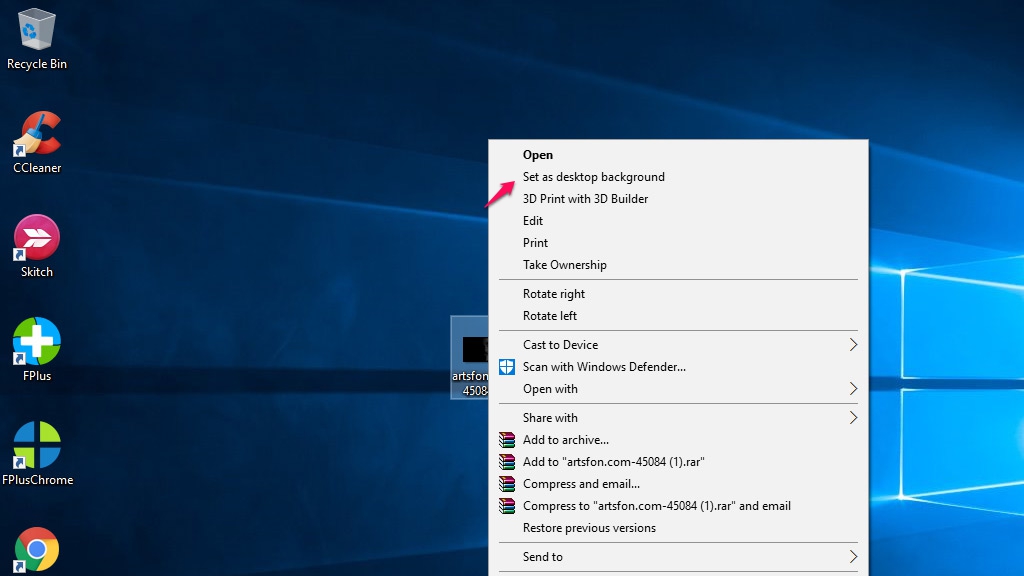 Recycle Bin
CCleaner
Skitch
FPlus
FPlusChrome
artsfon.
4508
Open
Set as desktop background
3D Print with 3D Builder
Edit
Print
Take Ownership
Rotate right
Rotate left
Cast to Device
Scan with Windows Defender...
Open with
Share with
Add to archive...
Add to "artsfon.com-45084 (1).rar"
Compress and email...
Compress to "artsfon.com-45084 (1).rar" and email
Restore previous versions
Send to